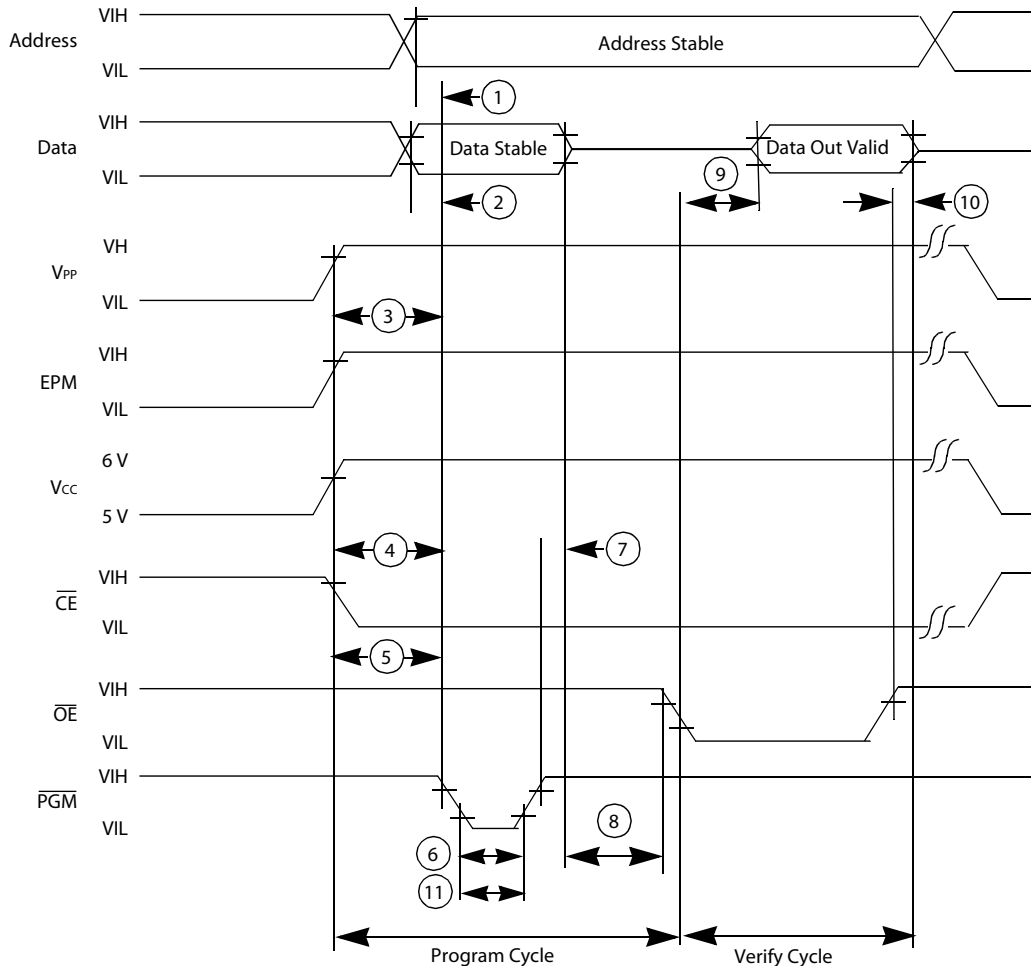 VIH
Address
Address Stable
VIL
1
VIH
Data
Data Stable
Data Out Valid
VIL
9
2
10
VH
VPP
VIL
3
VIH
EPM
VIL
6 V
VCC
5 V
4
7
VIH
CE
VIL
5
VIH
OE
VIL
VIH
PGM
VIL
8
6
11
Program Cycle
Verify Cycle